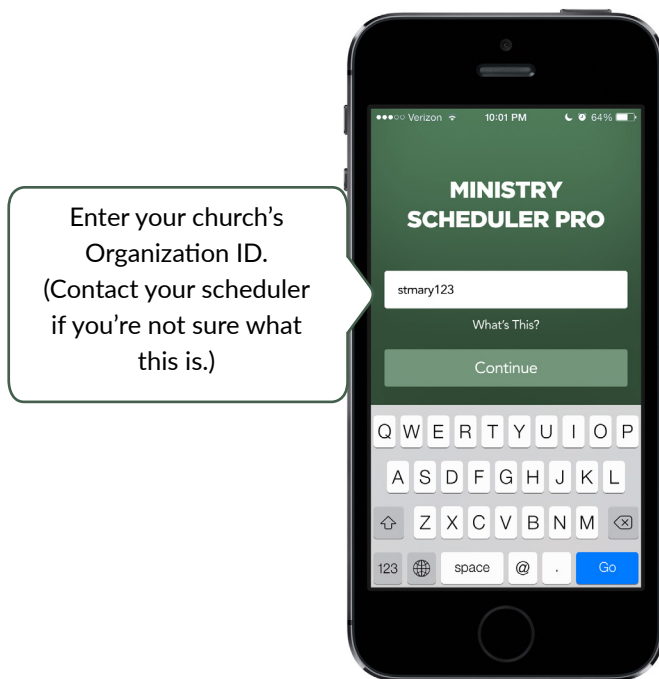 Enter your church's
Organization ID.
(Contact your scheduler
if you're not sure what
this is.)
Verizon 10:01 PM 64%
MINISTRY
SCHEDULER PRO
stmary123
What's This?
Continue
Q W E R T Y U I O P
A S D F G H J K L
Z X C V B N M
123 space @ . Go